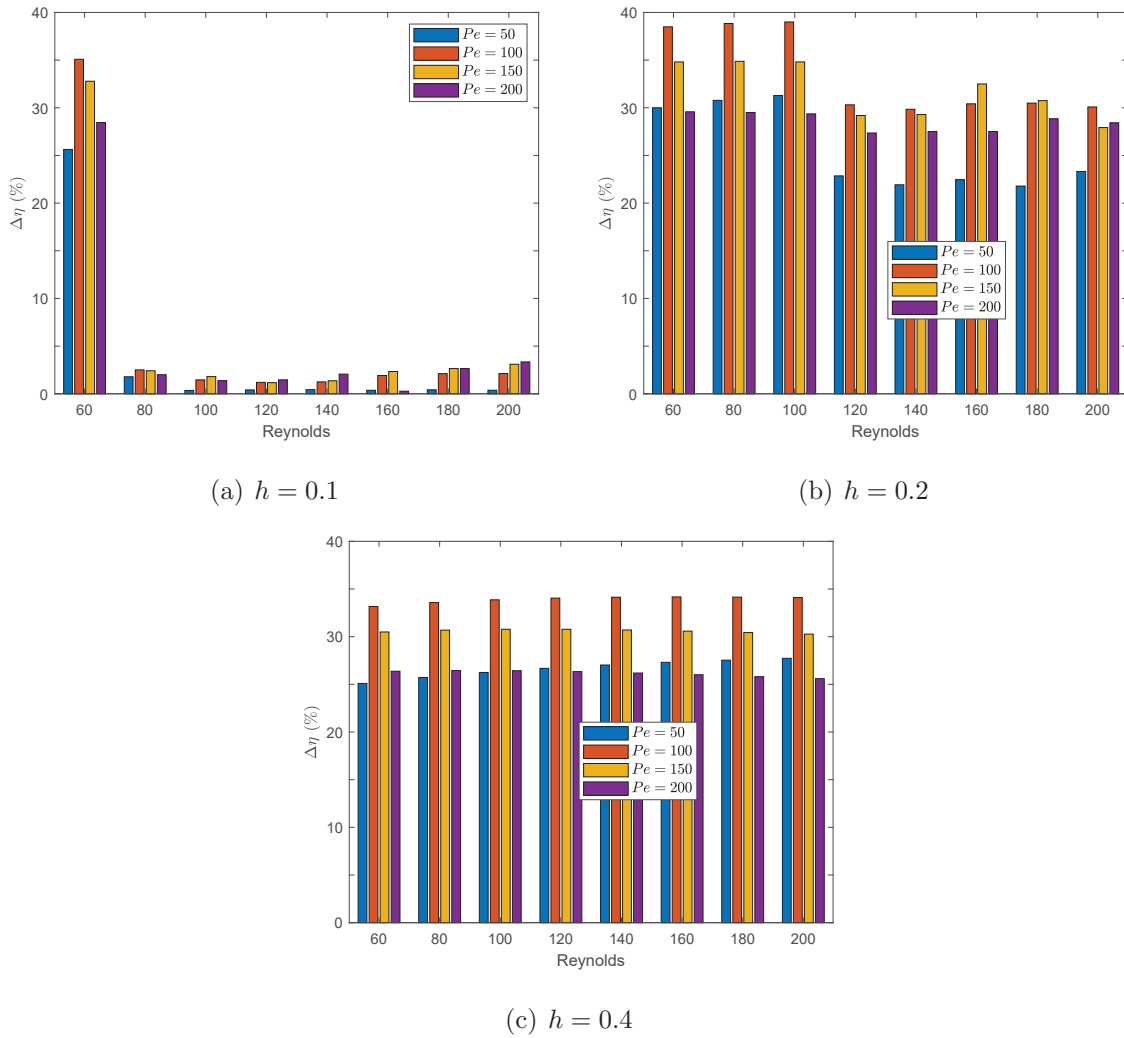 40
30
20
10
0
Δη (%)
Pe = 50
Pe = 100
Pe = 150
Pe = 200
60 80 100 120 140 160 180 200
Reynolds
(a) h = 0.1
40
30
20
10
0
Δη (%)
Pe = 50
Pe = 100
Pe = 150
Pe = 200
60 80 100 120 140 160 180 200
Reynolds
(b) h = 0.2
40
30
20
10
0
Δη (%)
Pe = 50
Pe = 100
Pe = 150
Pe = 200
60 80 100 120 140 160 180 200
Reynolds
(c) h = 0.4